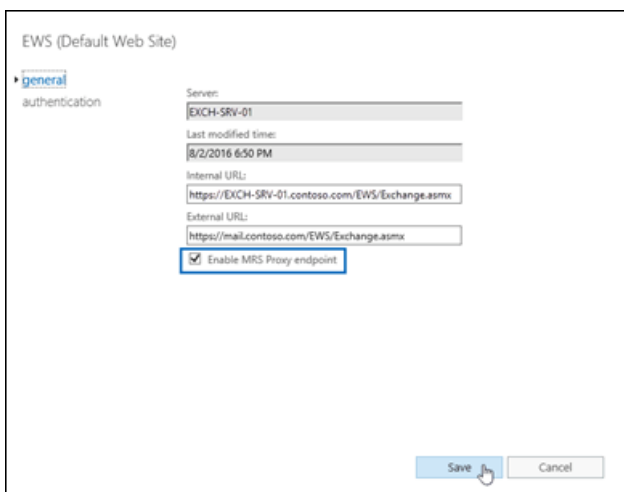 EWS (Default Web Site)
general
authentication
Server:
EXCH-SRV-01
Last modified time:
8/2/2016 6:50 PM
Internal URL:
https://EXCH-SRV-01.contoso.com/EWS/Exchange.asmx
External URL:
https://mail.contoso.com/EWS/Exchange.asmx
Enable MRS Proxy endpoint
Save Cancel